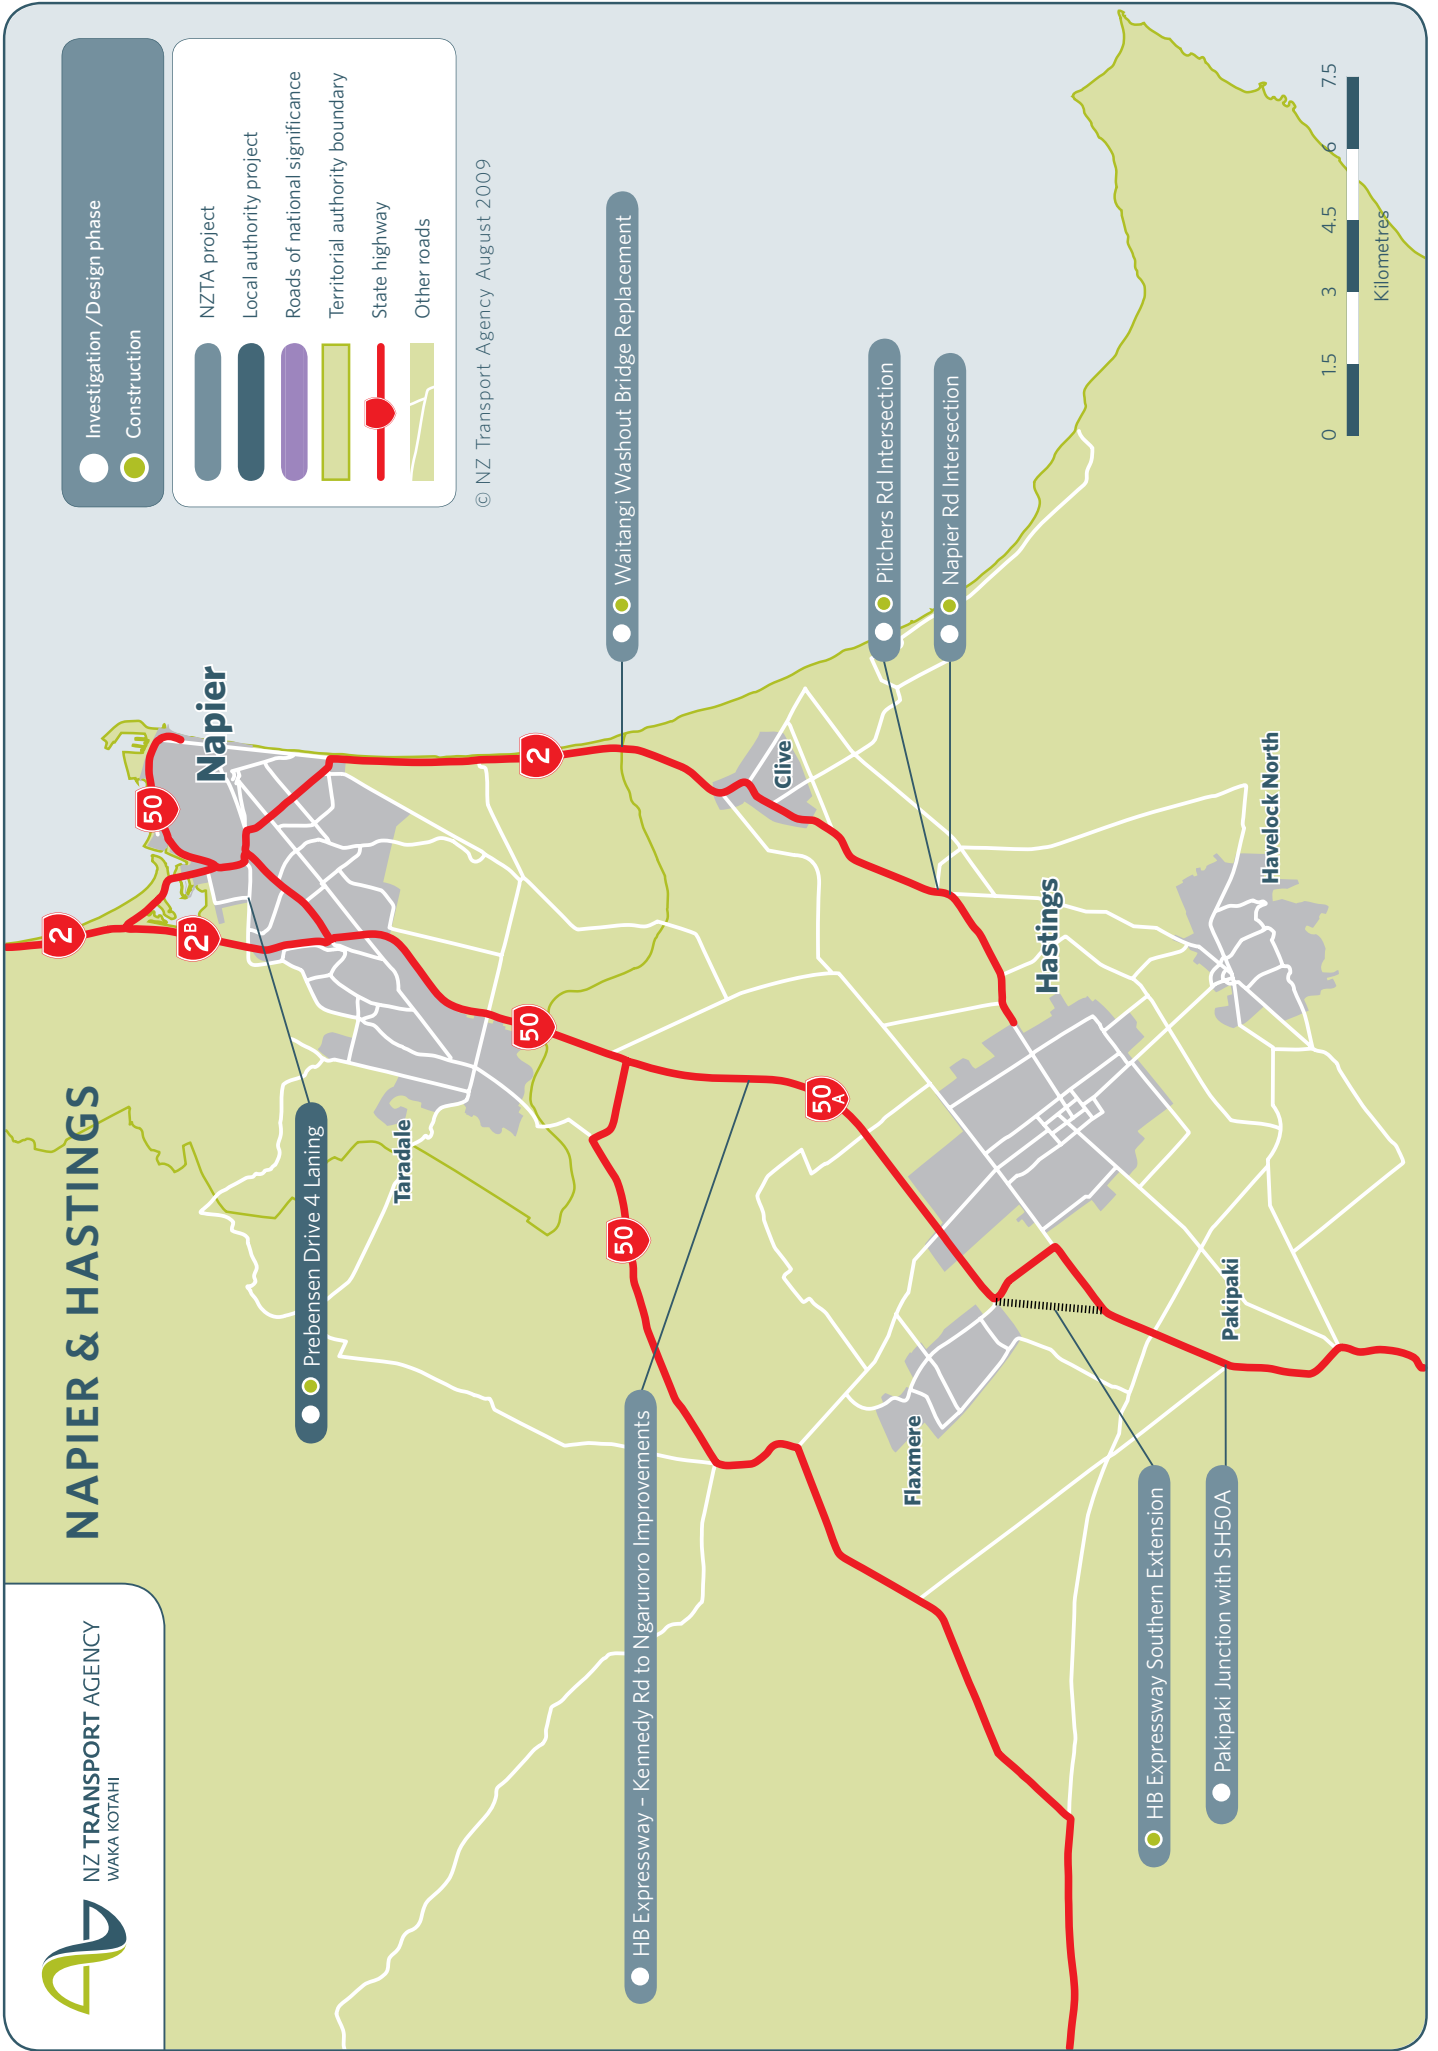 NZ TRANSPORT AGENCY
WAKA KOTAHI
NAPIER & HASTINGS
Investigation / Design phase
Construction
NZTA project
Local authority project
Roads of national significance
Territorial authority boundary
State highway
Other roads
© NZ Transport Agency August 2009
2
2B
50
Napier
Prebensen Drive 4 Laning
Taradale
50
2
Waitangi Washout Bridge Replacement
50
HB Expressway – Kennedy Rd to Ngaruroro Improvements
50A
Clive
Pilchers Rd Intersection
Napier Rd Intersection
Flaxmere
Hastings
Havelock North
HB Expressway Southern Extension
Pakipaki
Pakipaki Junction with SH50A
0 1.5 3 4.5 6 7.5
Kilometres